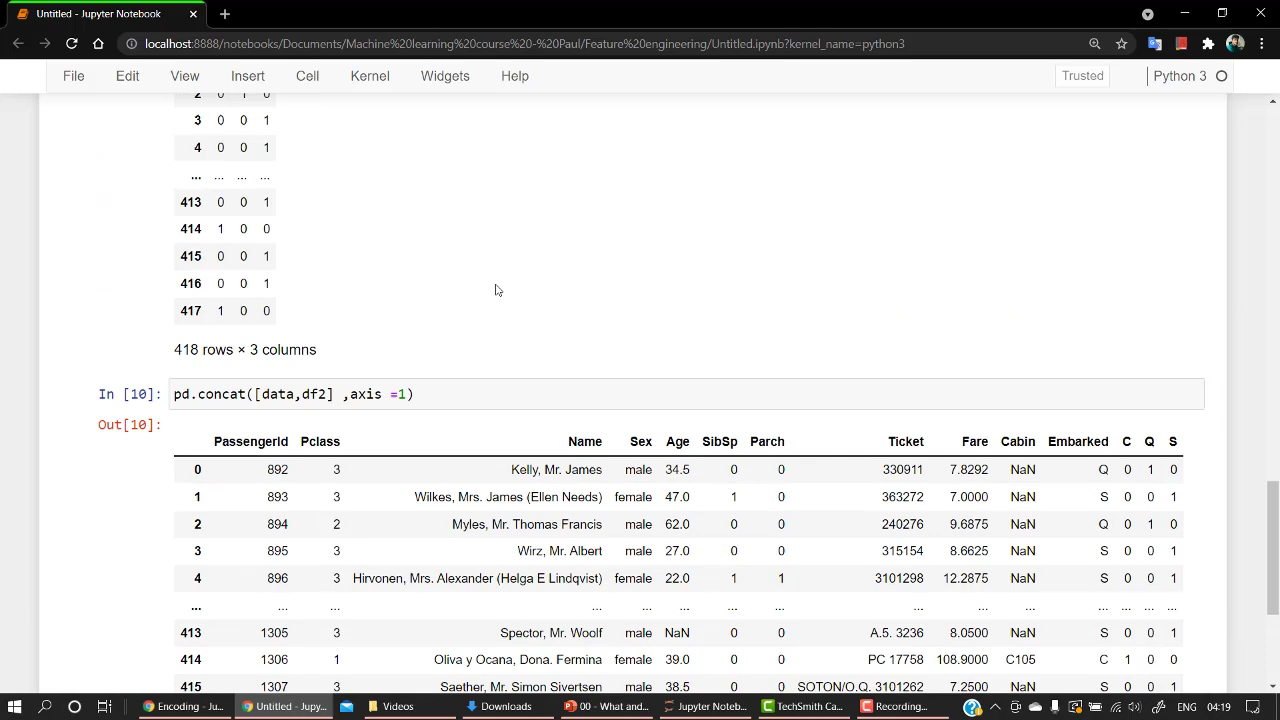 Untitled - Jupyter Notebook
localhost:8888/notebooks/Documents/Machine%20learning%20course%20-%20Paul/Feature%20engineering/Untitled.ipynb?kernel_name=python3
File Edit View Insert Cell Kernel Widgets Help Trusted Python 3
2 0 1 0
3 0 0 1
4 0 0 1
... ... ... ...
413 0 0 1
414 1 0 0
415 0 0 1
416 0 0 1
417 1 0 0
418 rows × 3 columns
In [10]: pd.concat([data,df2] ,axis =1)
Out[10]:
PassengerId Pclass Name Sex Age SibSp Parch Ticket Fare Cabin Embarked C Q S
0 892 3 Kelly, Mr. James male 34.5 0 0 330911 7.8292 NaN Q 0 1 0
1 893 3 Wilkes, Mrs. James (Ellen Needs) female 47.0 1 0 363272 7.0000 NaN S 0 0 1
2 894 2 Myles, Mr. Thomas Francis male 62.0 0 0 240276 9.6875 NaN Q 0 1 0
3 895 3 Wirz, Mr. Albert male 27.0 0 0 315154 8.6625 NaN S 0 0 1
4 896 3 Hirvonen, Mrs. Alexander (Helga E Lindqvist) female 22.0 1 1 3101298 12.2875 NaN S 0 0 1
... ... ... ... ... ... ... ... ... ... ... ... ... ... ...
413 1305 3 Spector, Mr. Woolf male NaN 0 0 A.5. 3236 8.0500 NaN S 0 0 1
414 1306 1 Oliva y Ocana, Dona. Fermina female 39.0 0 0 PC 17758 108.9000 C105 C 1 0 0
415 1307 3 Saether, Mr. Simon Sivertsen male 38.5 0 0 SOTON/O.Q. 3101262 7.2500 NaN S 0 0 1
Encoding - Ju... Untitled - Jupy... Videos Downloads 00 - What and... Jupyter Noteb... TechSmith Ca... Recording... ENG 04:19